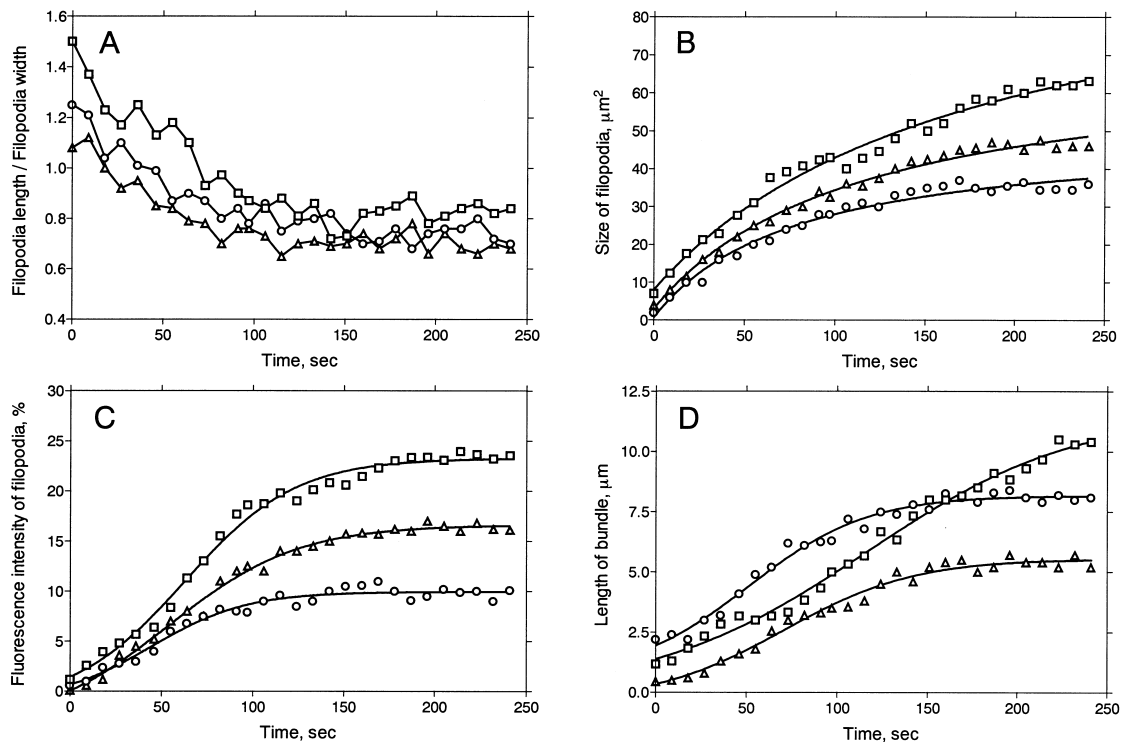 A
Filopodia length / Filopodia width
1.6
1.4
1.2
1.0
0.8
0.6
0.4
0 50 100 150 200 250
Time, sec
B
Size of filopodia, μm²
80
70
60
50
40
30
20
10
0
0 50 100 150 200 250
Time, sec
C
Fluorescence intensity of filopodia, %
30
25
20
15
10
5
0
0 50 100 150 200 250
Time, sec
D
Length of bundle, μm
12.5
10.0
7.5
5.0
2.5
0.0
0 50 100 150 200 250
Time, sec